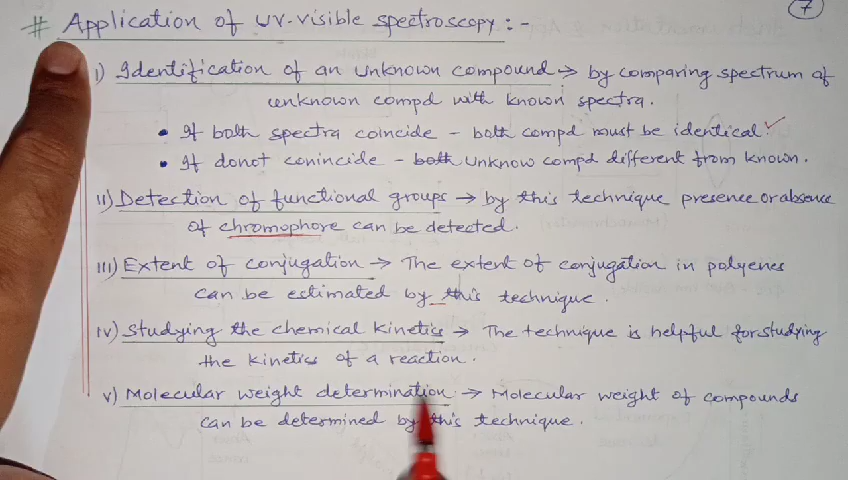 7
# Application of UV-visible spectroscopy :-
i) Identification of an unknown compound → by comparing spectrum of
unknown compd with known spectra.
• If both spectra coincide - both compd must be identical ✓
• If donot conincide - both unknow compd different from known.
ii) Detection of functional groups → by this technique presence or absence
of chromophore can be detected.
iii) Extent of conjugation → The extent of conjugation in polyenes
can be estimated by this technique.
iv) Studying the chemical kinetics → The technique is helpful for studying
the kinetics of a reaction.
v) Molecular weight determination. → Molecular weight of compounds
can be determined by this technique.